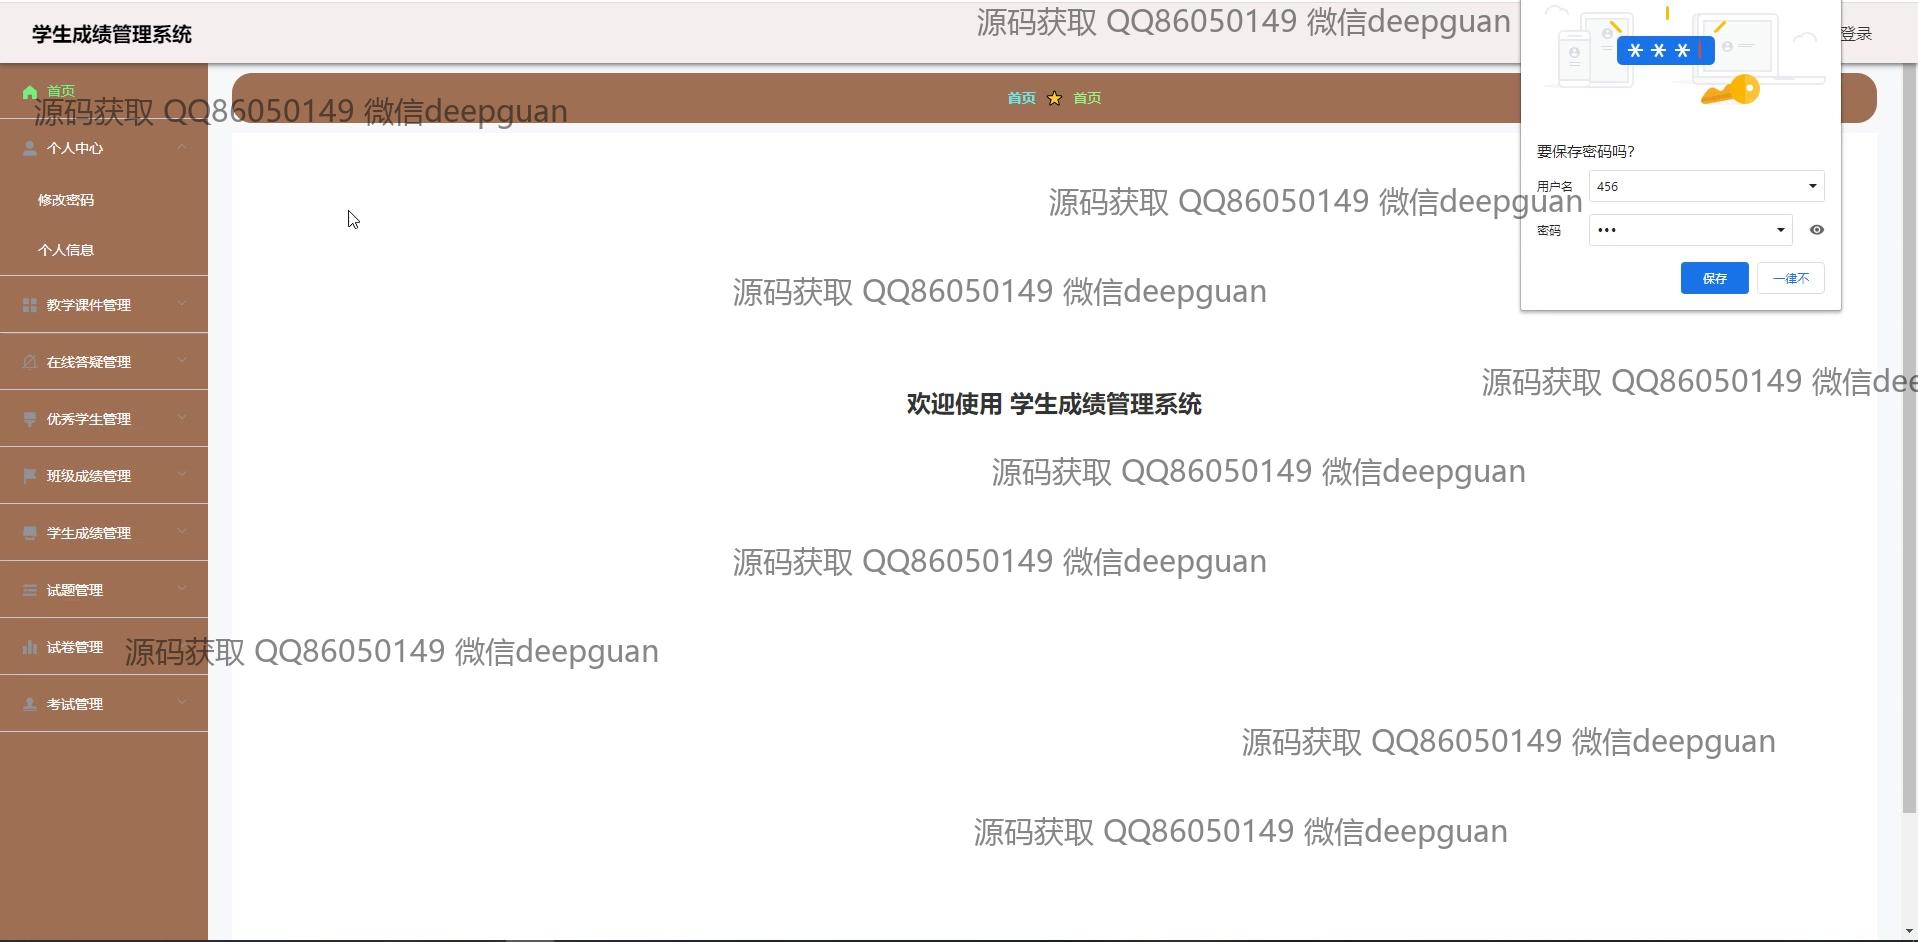 学生成绩管理系统
源码获取 QQ86050149 微信deepguan
登录
首页
源码获取 QQ86050149 微信deepguan
首页 首页
个人中心
修改密码
个人信息
要保存密码吗?
用户名 456
源码获取 QQ86050149 微信deepguan
密码
保存 一律不
源码获取 QQ86050149 微信deepguan
教学课件管理
在线答疑管理
源码获取 QQ86050149 微信dee
欢迎使用 学生成绩管理系统
优秀学生管理
班级成绩管理
源码获取 QQ86050149 微信deepguan
学生成绩管理
源码获取 QQ86050149 微信deepguan
试题管理
试卷管理
源码获取 QQ86050149 微信deepguan
考试管理
源码获取 QQ86050149 微信deepguan
源码获取 QQ86050149 微信deepguan